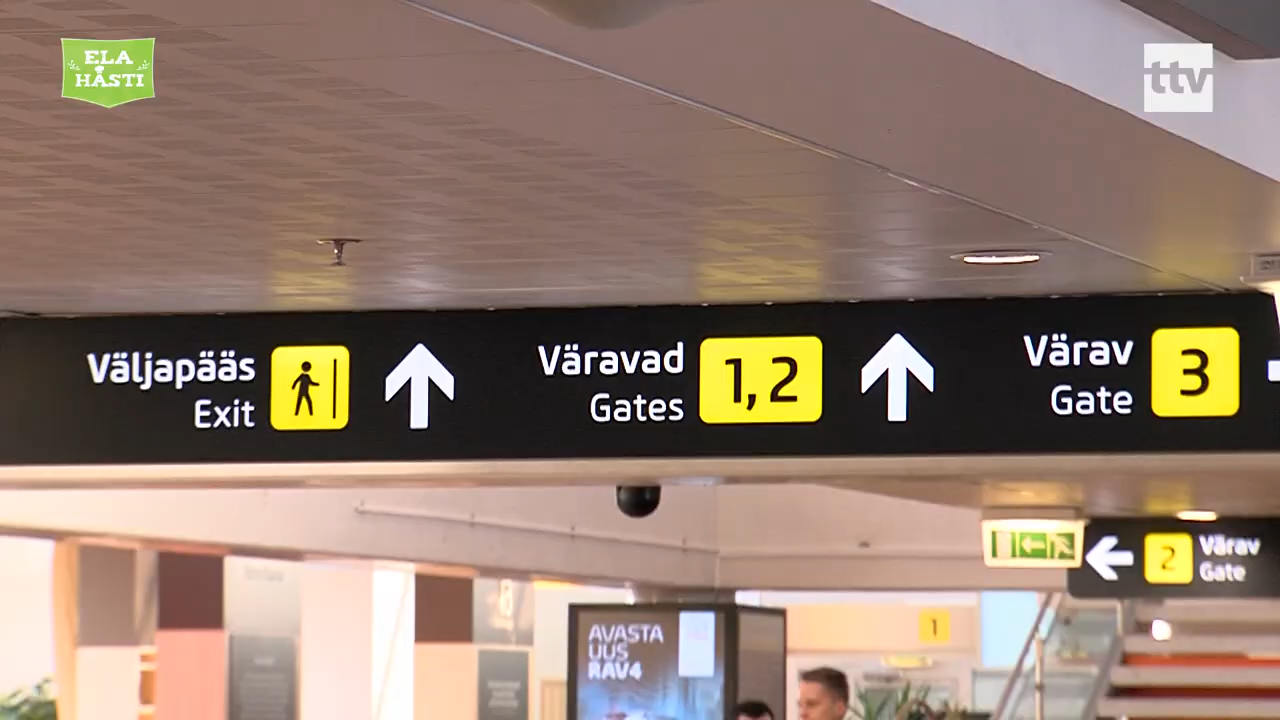 ELA
HÄSTI
ttv
Väljapääs
Exit
Väravad
Gates
1,2
Värav
Gate
3
2
Värav
Gate
1
AVASTA
UUS
RAV4